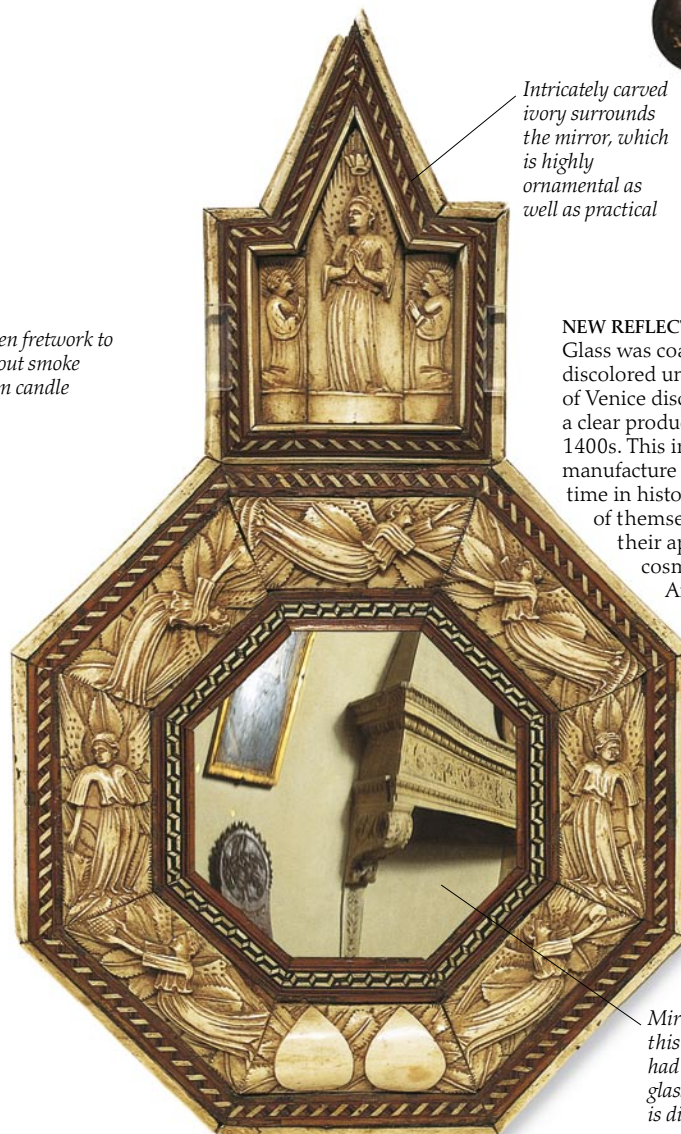 Intricately carved
ivory surrounds
the mirror, which
is highly
ornamental as
well as practical
en fretwork to
out smoke
candle
NEW REFLECT
Glass was coa
discolored un
of Venice disc
a clear produ
1400s. This in
manufacture
time in histo
of themse
their ap
cosm
A
Mir
this
had
glas
is di